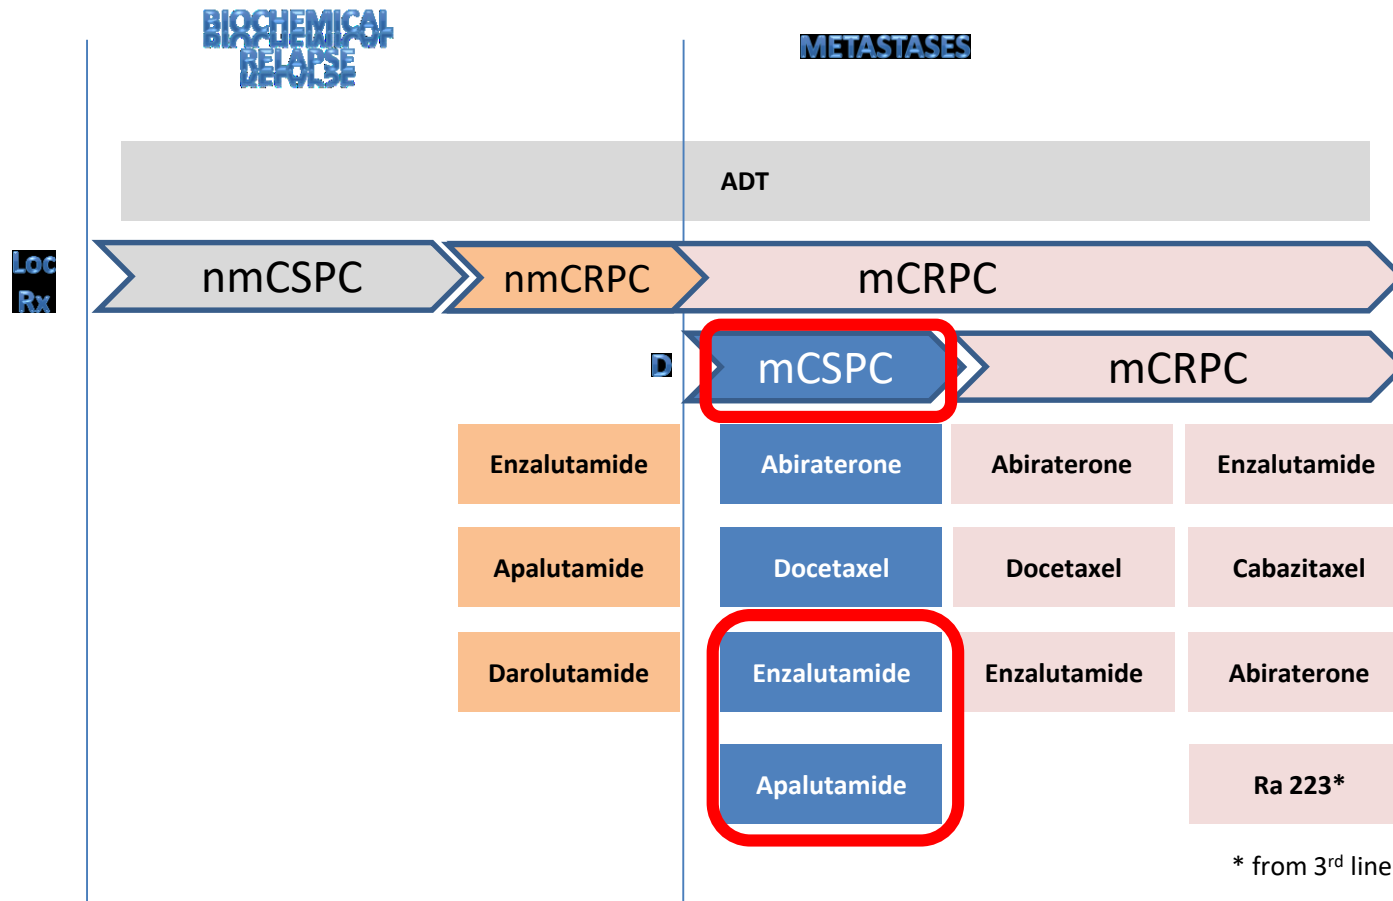 BIOCHEMICAL
RELAPSE
METASTASES
ADT
Loc
Rx
nmCSPC
nmCRPC
mCRPC
D
mCSPC
mCRPC
Enzalutamide
Abiraterone
Abiraterone
Enzalutamide
Apalutamide
Docetaxel
Docetaxel
Cabazitaxel
Darolutamide
Enzalutamide
Enzalutamide
Abiraterone
Apalutamide
Ra 223*
* from 3rd line